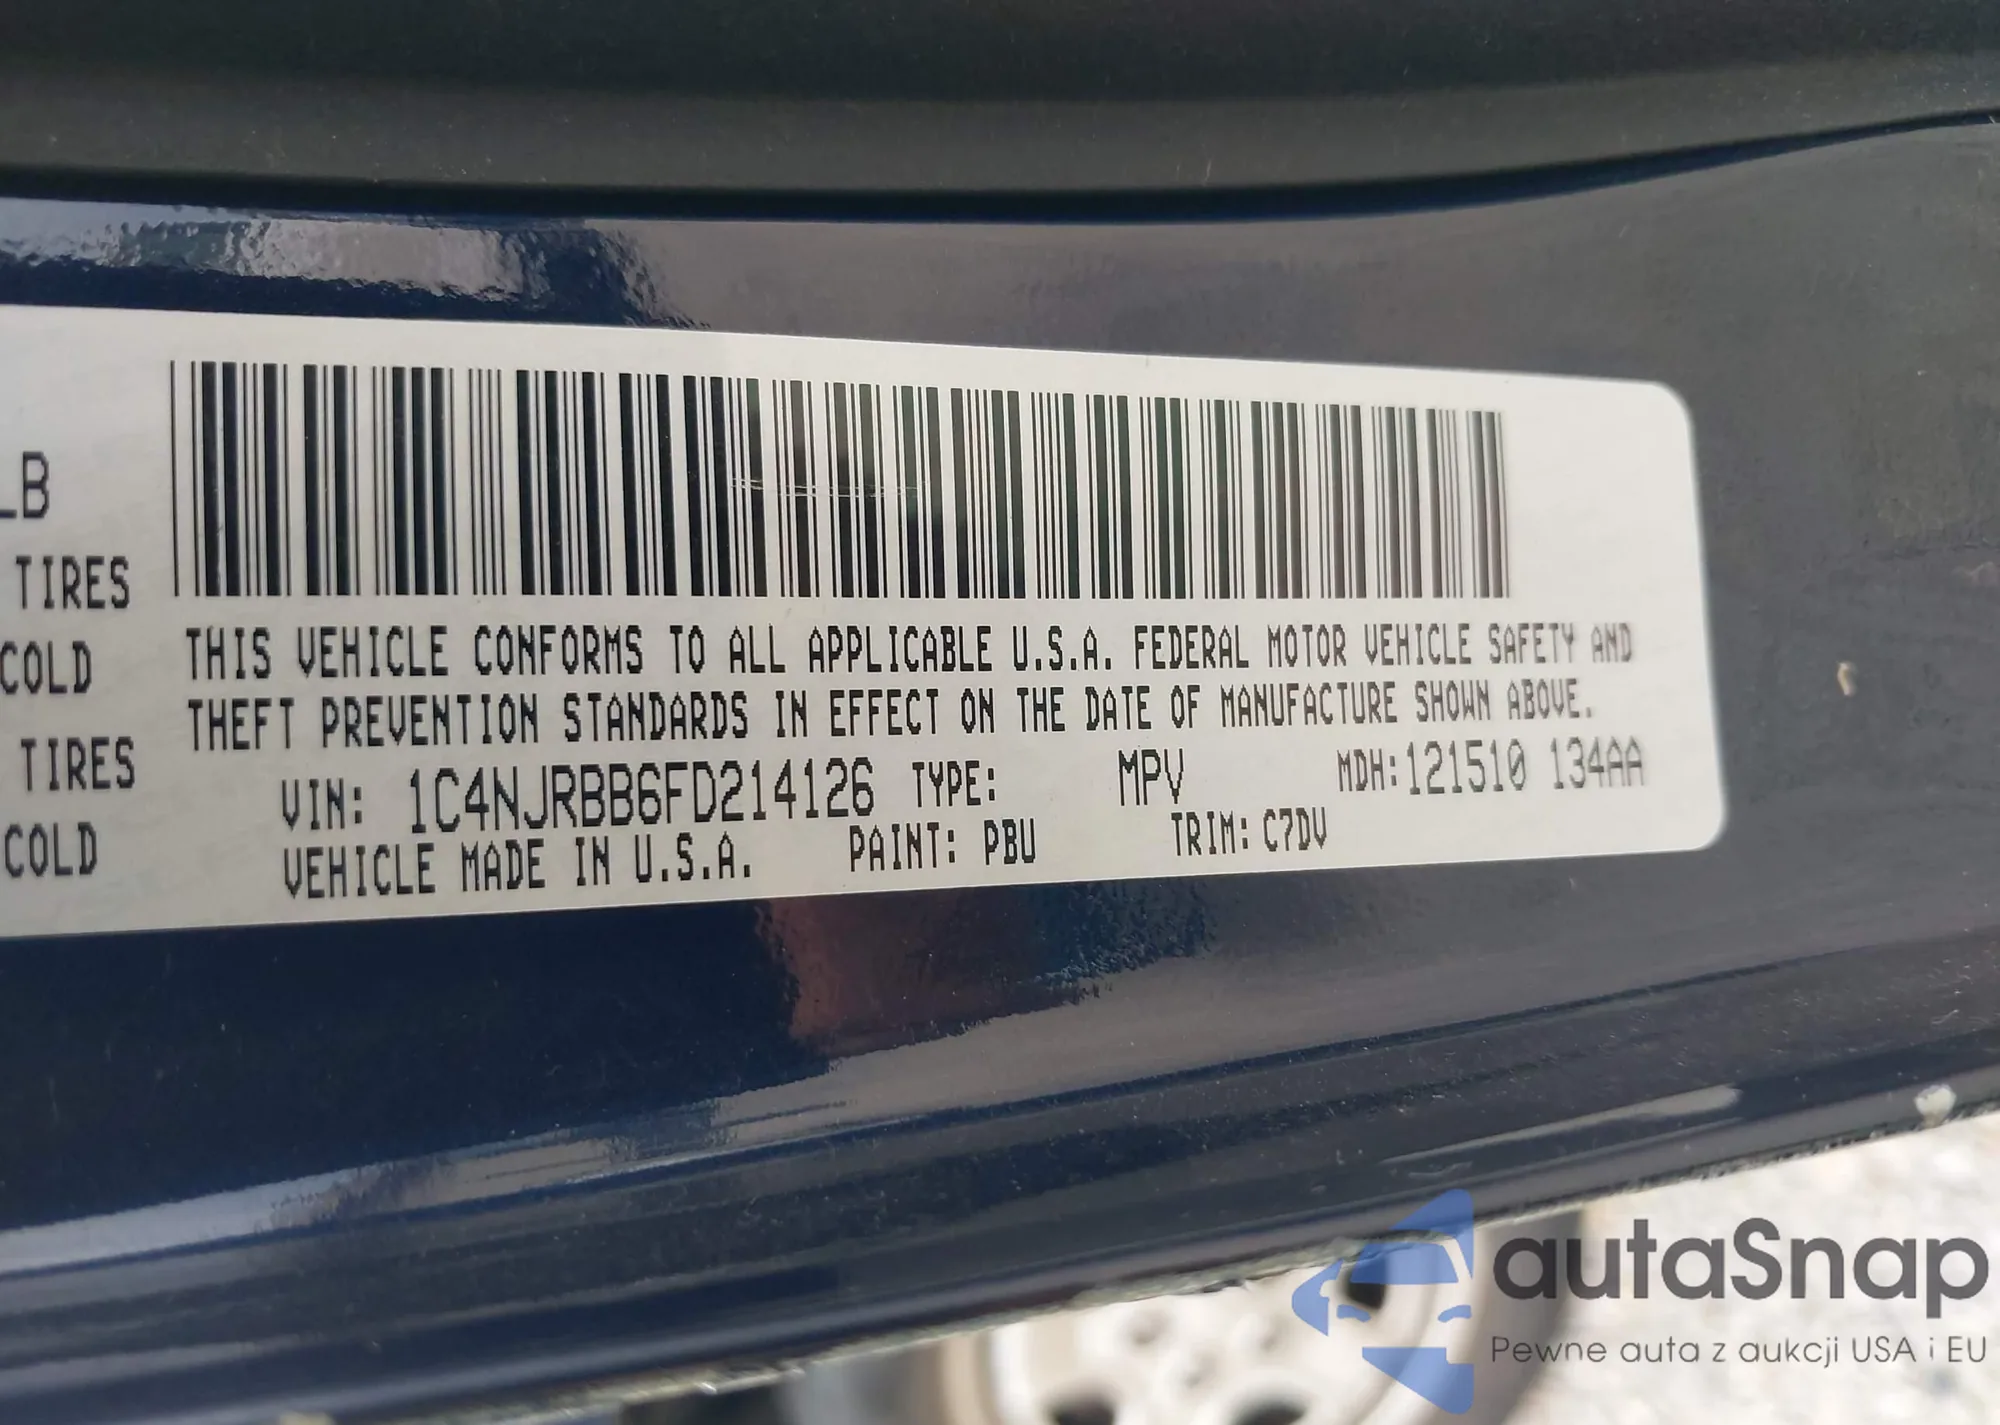 LB
TIRES
COLD
TIRES
COLD
THIS VEHICLE CONFORMS TO ALL APPLICABLE U.S.A. FEDERAL MOTOR VEHICLE SAFETY AND
THEFT PREVENTION STANDARDS IN EFFECT ON THE DATE OF MANUFACTURE SHOWN ABOVE.
VIN: 1C4NJRBB6FD214126 TYPE: MPV MDH:121510 134AA
VEHICLE MADE IN U.S.A. PAINT: PBU TRIM: C7DV
autaSnap
Pewne auta z aukcji USA i EU